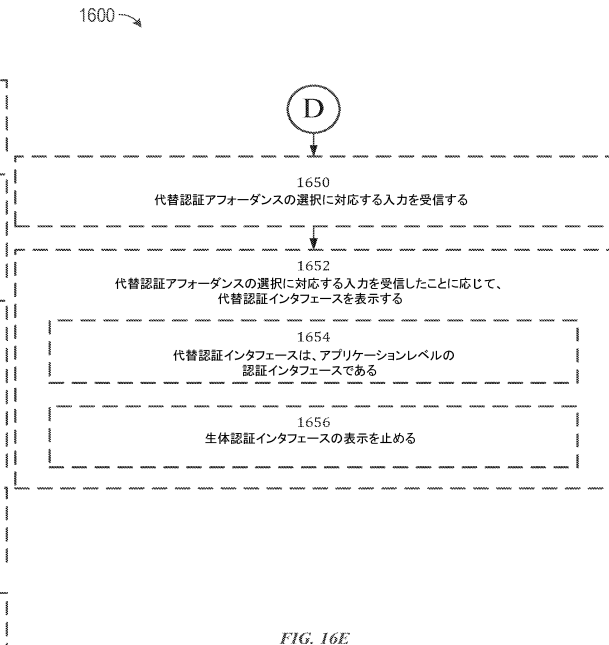 1600
D
1650
代替認証アフォーダンスの選択に対応する入力を受信する
1652
代替認証アフォーダンスの選択に対応する入力を受信したことに応じて、
代替認証インタフェースを表示する
1654
代替認証インタフェースは、アプリケーションレベルの
認証インタフェースである
1656
生体認証インタフェースの表示を止める
FIG. 16E